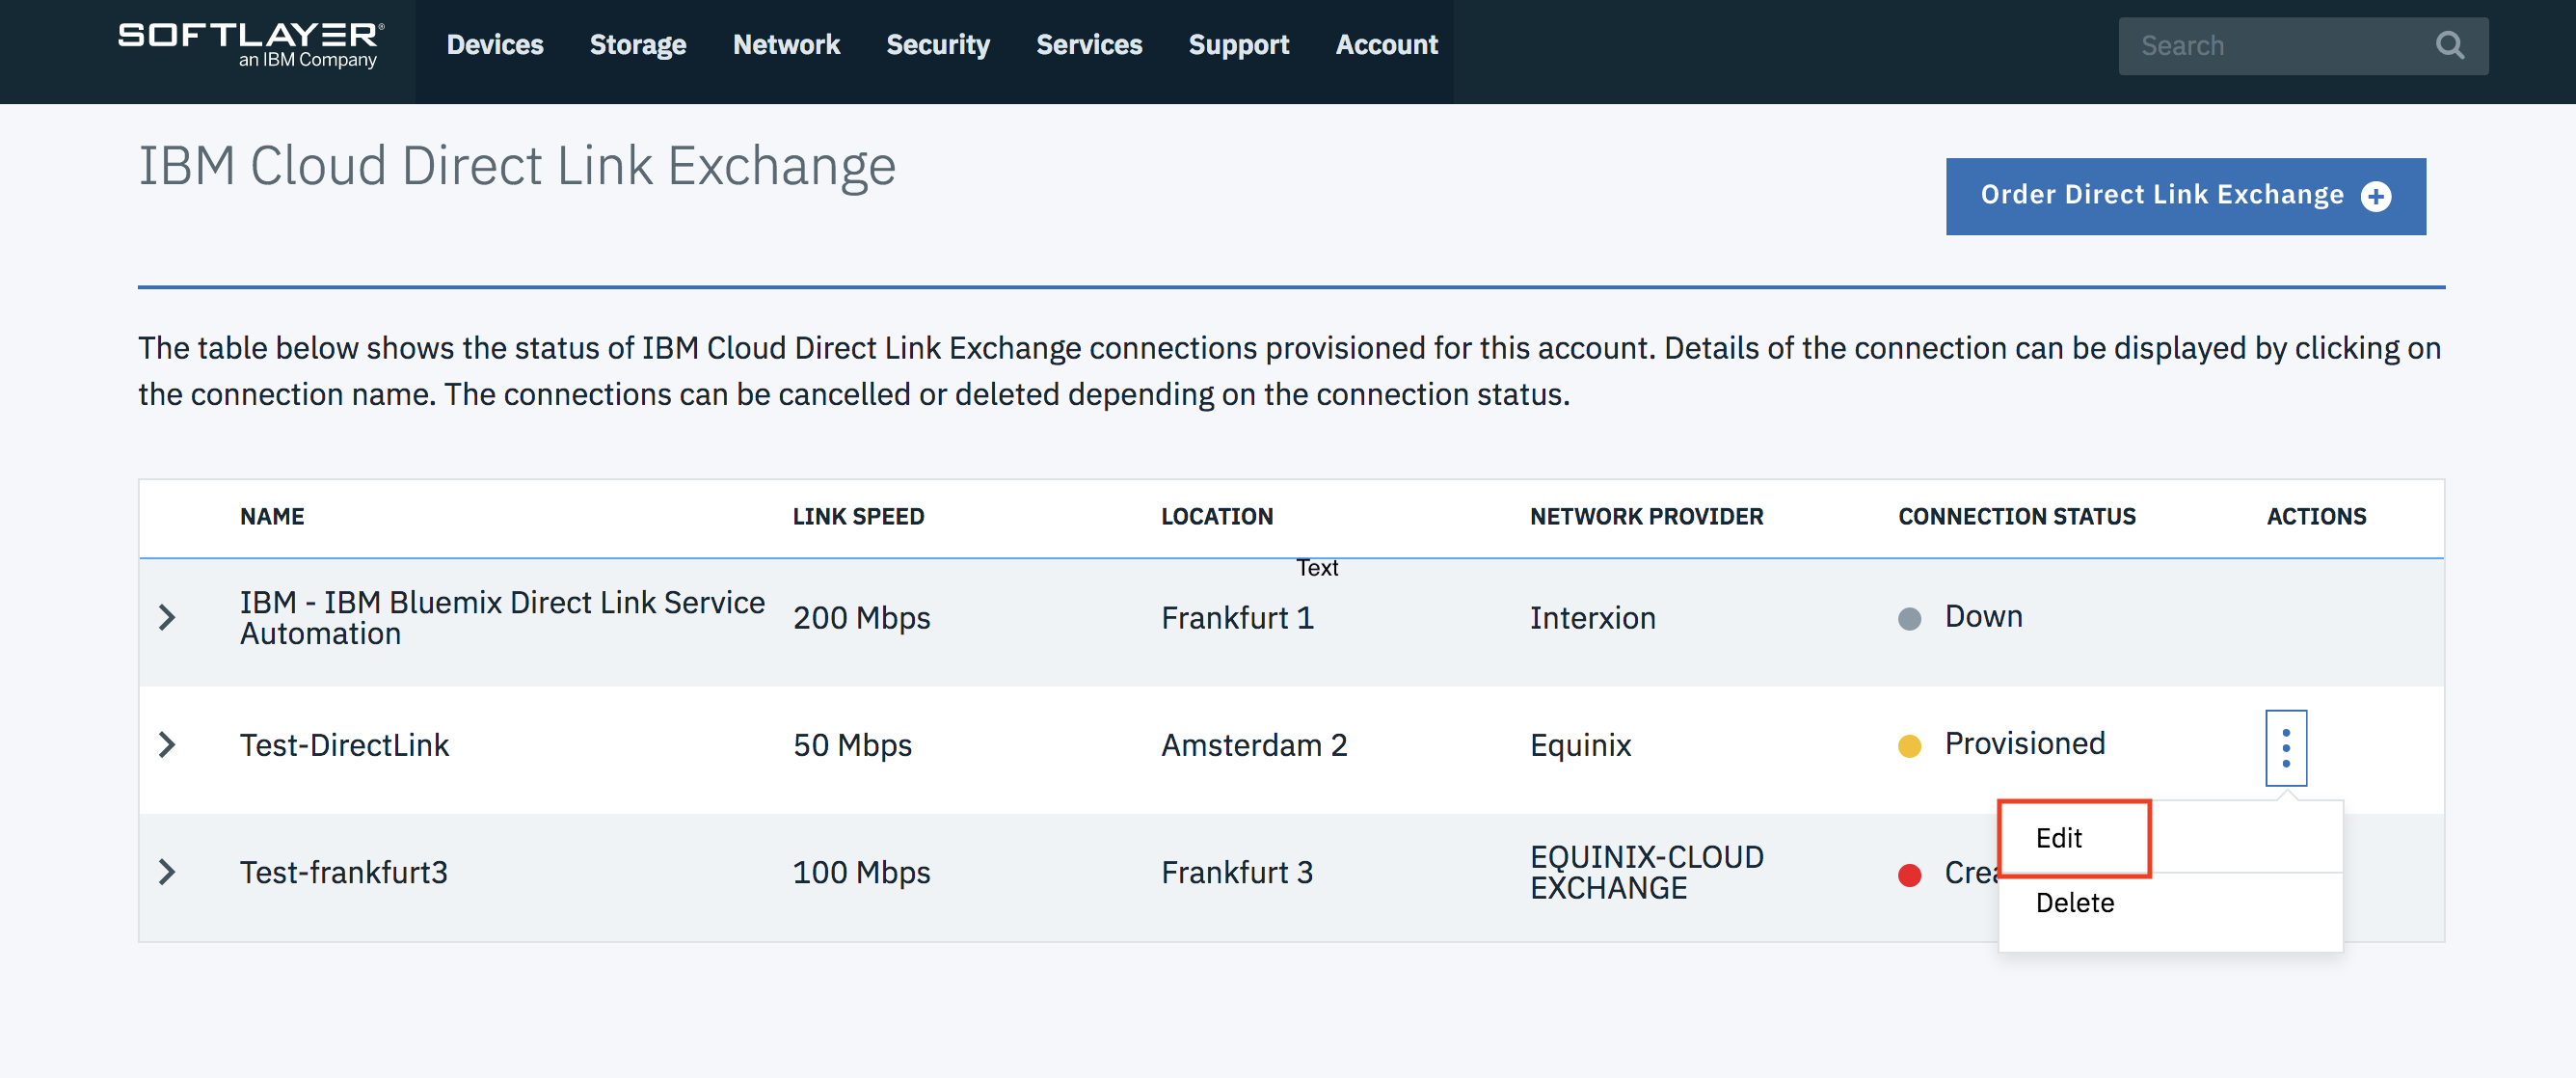 SOFTLAYER®
an IBM Company
Devices Storage Network Security Services Support Account
Search
IBM Cloud Direct Link Exchange
Order Direct Link Exchange
The table below shows the status of IBM Cloud Direct Link Exchange connections provisioned for this account. Details of the connection can be displayed by clicking on
the connection name. The connections can be cancelled or deleted depending on the connection status.
NAME LINK SPEED LOCATION NETWORK PROVIDER CONNECTION STATUS ACTIONS
Text
IBM - IBM Bluemix Direct Link Service
Automation
200 Mbps Frankfurt 1 Interxion Down
Test-DirectLink 50 Mbps Amsterdam 2 Equinix Provisioned
Test-frankfurt3 100 Mbps Frankfurt 3
EQUINIX-CLOUD
EXCHANGE
Edit
Delete